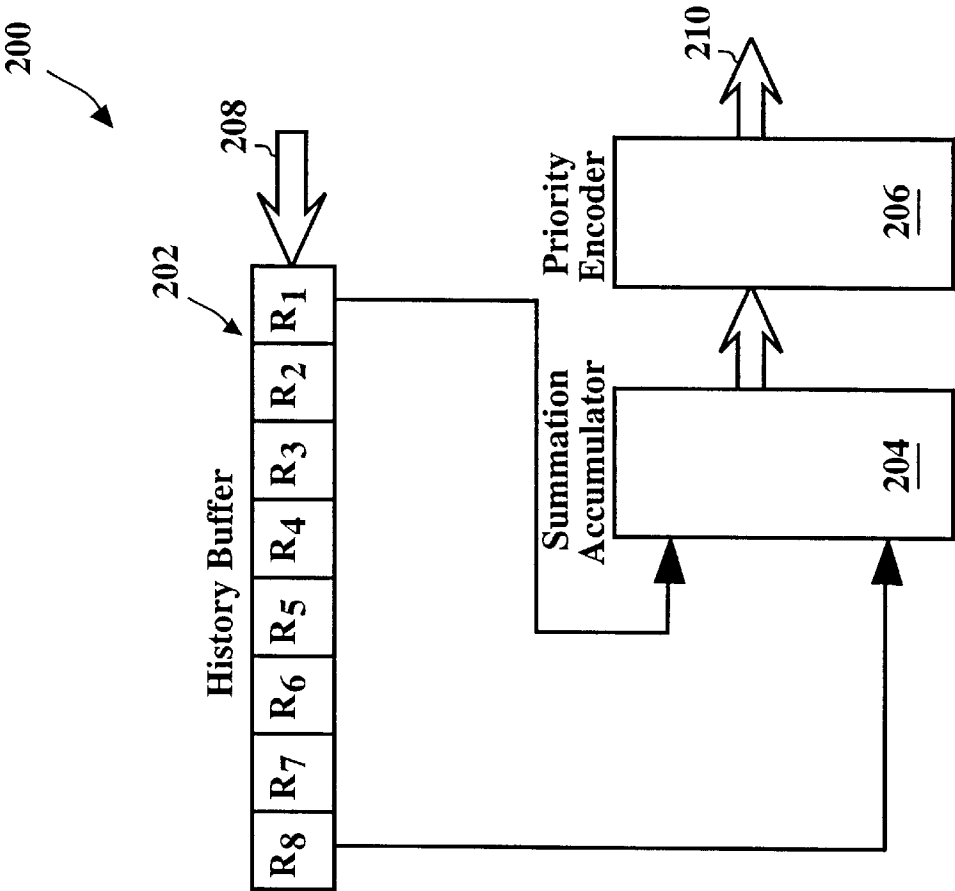 200
208
202
History Buffer
R8 R7 R6 R5 R4 R3 R2 R1
210
Summation
Accumulator
Priority
Encoder
204
206